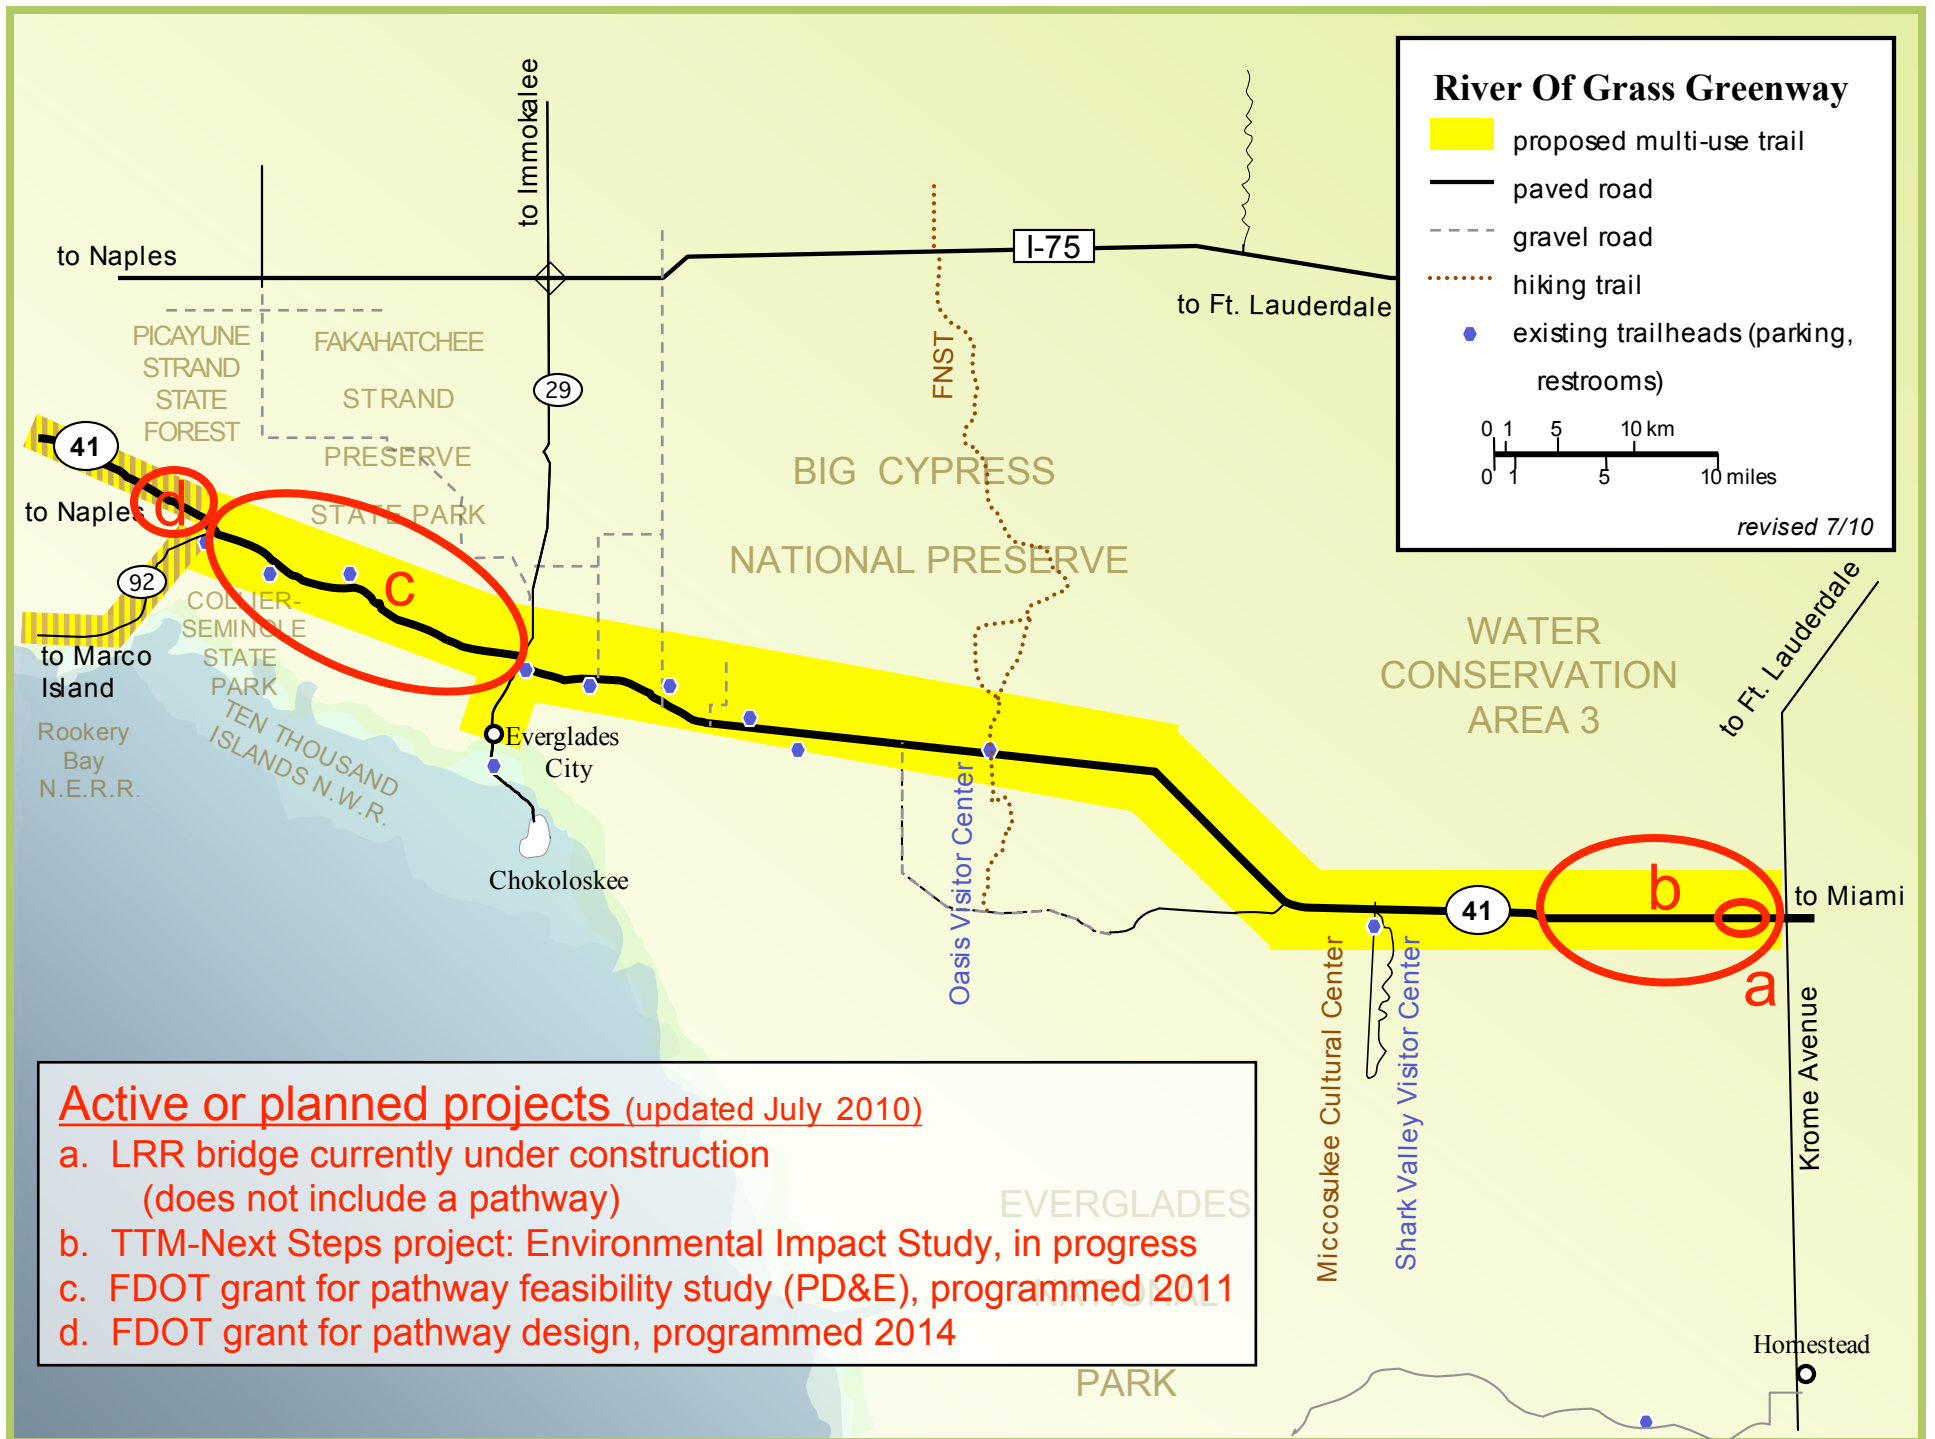 to Immokalee
River Of Grass Greenway
proposed multi-use trail
paved road
gravel road
hiking trail
existing trailheads (parking,
restrooms)
0 1 5 10 km
0 1 5 10 miles
revised 7/10
to Naples
I-75
to Ft. Lauderdale
PICAYUNE
STRAND
STATE
FOREST
FAKAHATCHEE
STRAND
PRESERVE
STATE PARK
29
FNST
41
to Naples
d
c
92
BIG CYPRESS
NATIONAL PRESERVE
COLLIER-
SEMINOLE
STATE
PARK
to Marco
Island
Rookery
Bay
N.E.R.R.
TEN THOUSAND
ISLANDS N.W.R.
Everglades
City
Chokoloskee
WATER
CONSERVATION
AREA 3
to Ft. Lauderdale
Oasis Visitor Center
41
b
a
to Miami
Miccosukee Cultural Center
Shark Valley Visitor Center
Krome Avenue
Active or planned projects (updated July 2010)
a. LRR bridge currently under construction
(does not include a pathway)
b. TTM-Next Steps project: Environmental Impact Study, in progress
c. FDOT grant for pathway feasibility study (PD&E), programmed 2011
d. FDOT grant for pathway design, programmed 2014
EVERGLADES
NATIONAL
PARK
Homestead